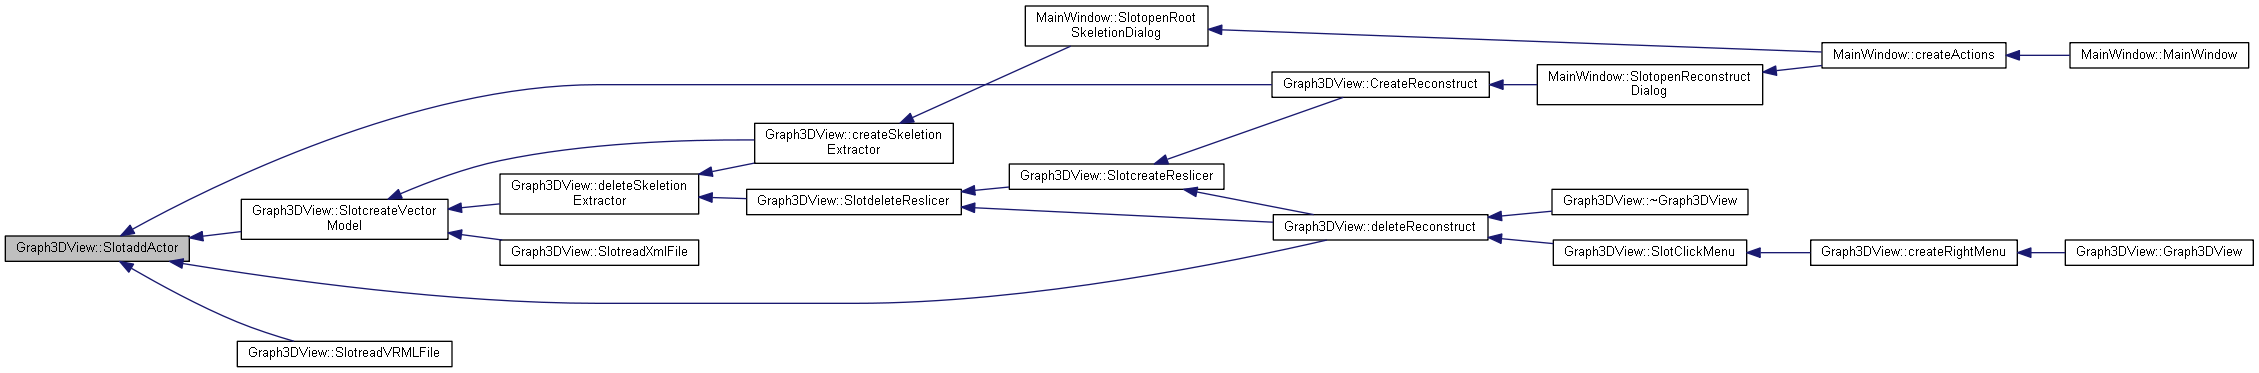 MainWindow::SlotopenRoot
SkeletionDialog
MainWindow::createActions
MainWindow::MainWindow
Graph3DView::CreateReconstruct
MainWindow::SlotopenReconstruct
Dialog
Graph3DView::createSkeletion
Extractor
Graph3DView::SlotcreateReslicer
Graph3DView::deleteSkeletion
Extractor
Graph3DView::SlotdeleteReslicer
Graph3DView::~Graph3DView
Graph3DView::SlotcreateVector
Model
Graph3DView::deleteReconstruct
Graph3DView::SlotaddActor
Graph3DView::SlotreadXmlFile
Graph3DView::SlotClickMenu
Graph3DView::createRightMenu
Graph3DView::Graph3DView
Graph3DView::SlotreadVRMLFile